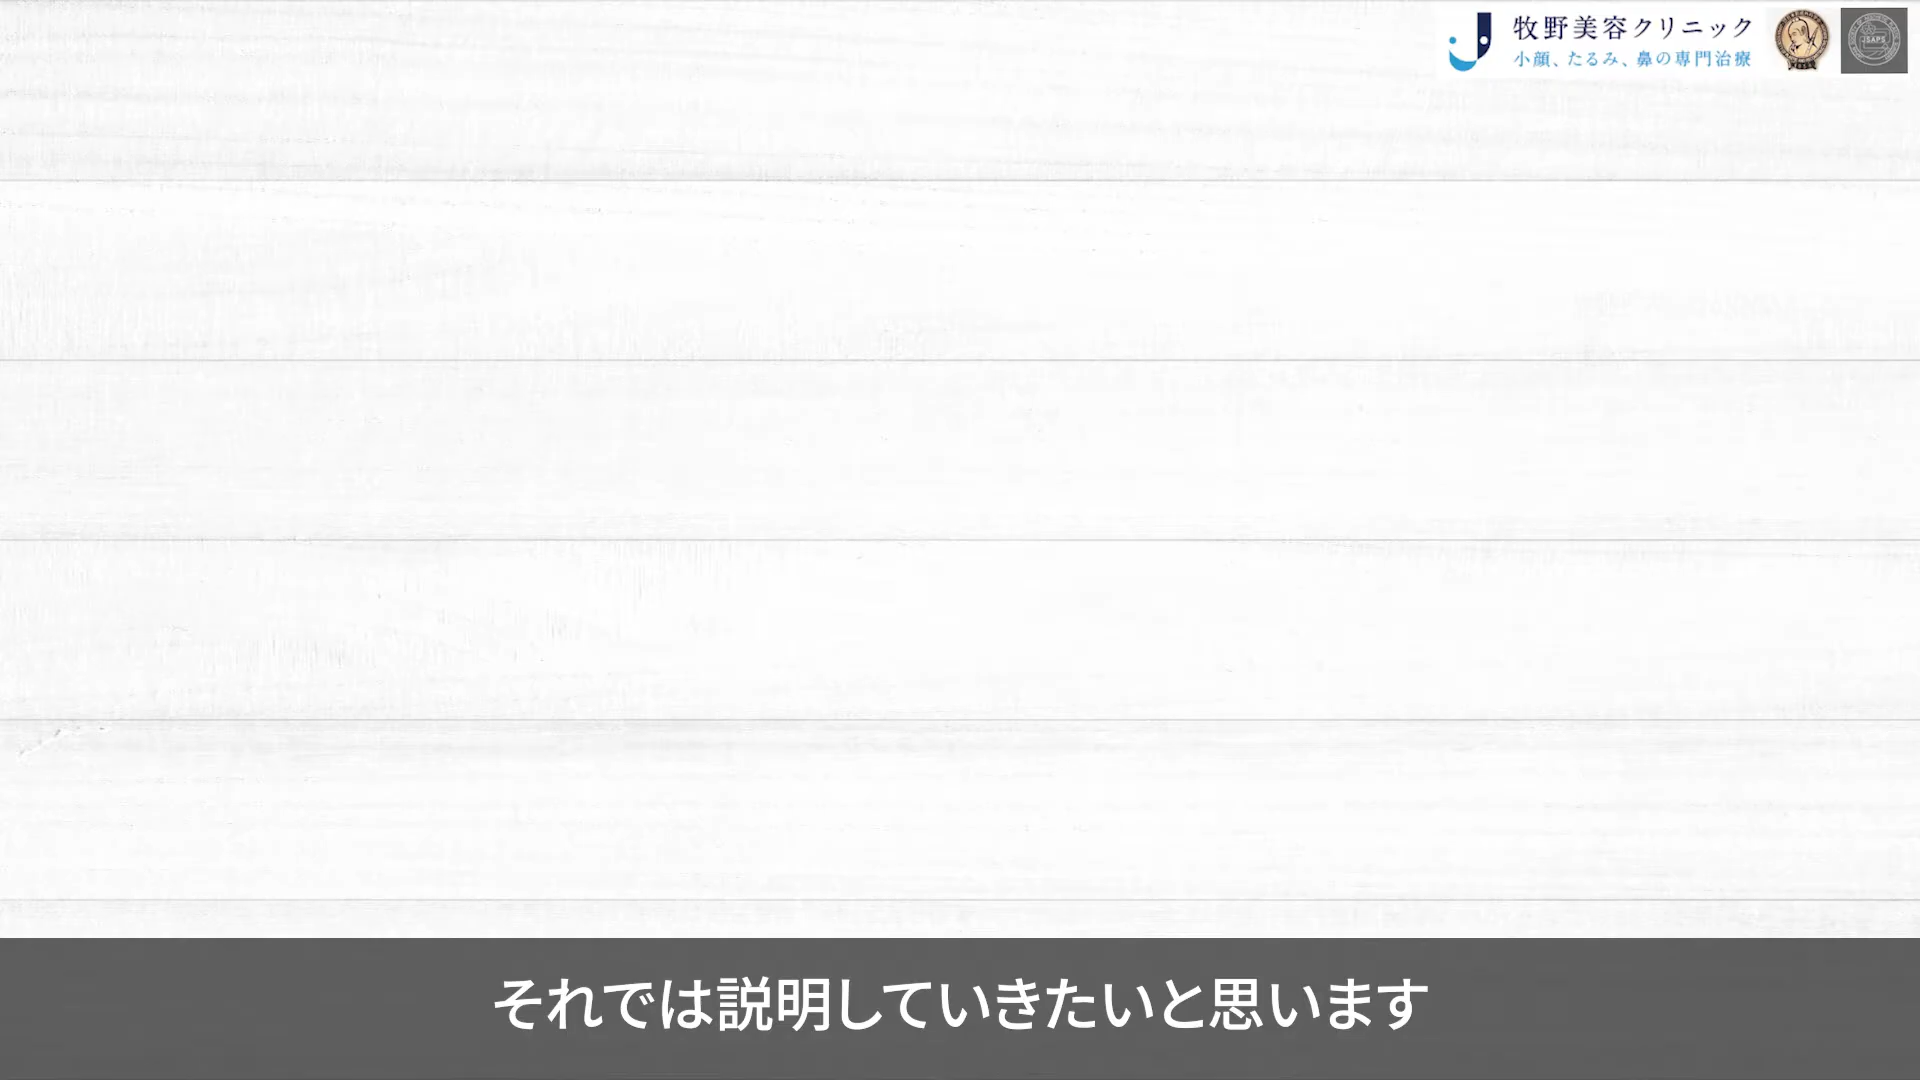 牧野美容クリニック
小顔、たるみ、鼻の専門治療
ISAPS
それでは説明していきたいと思います